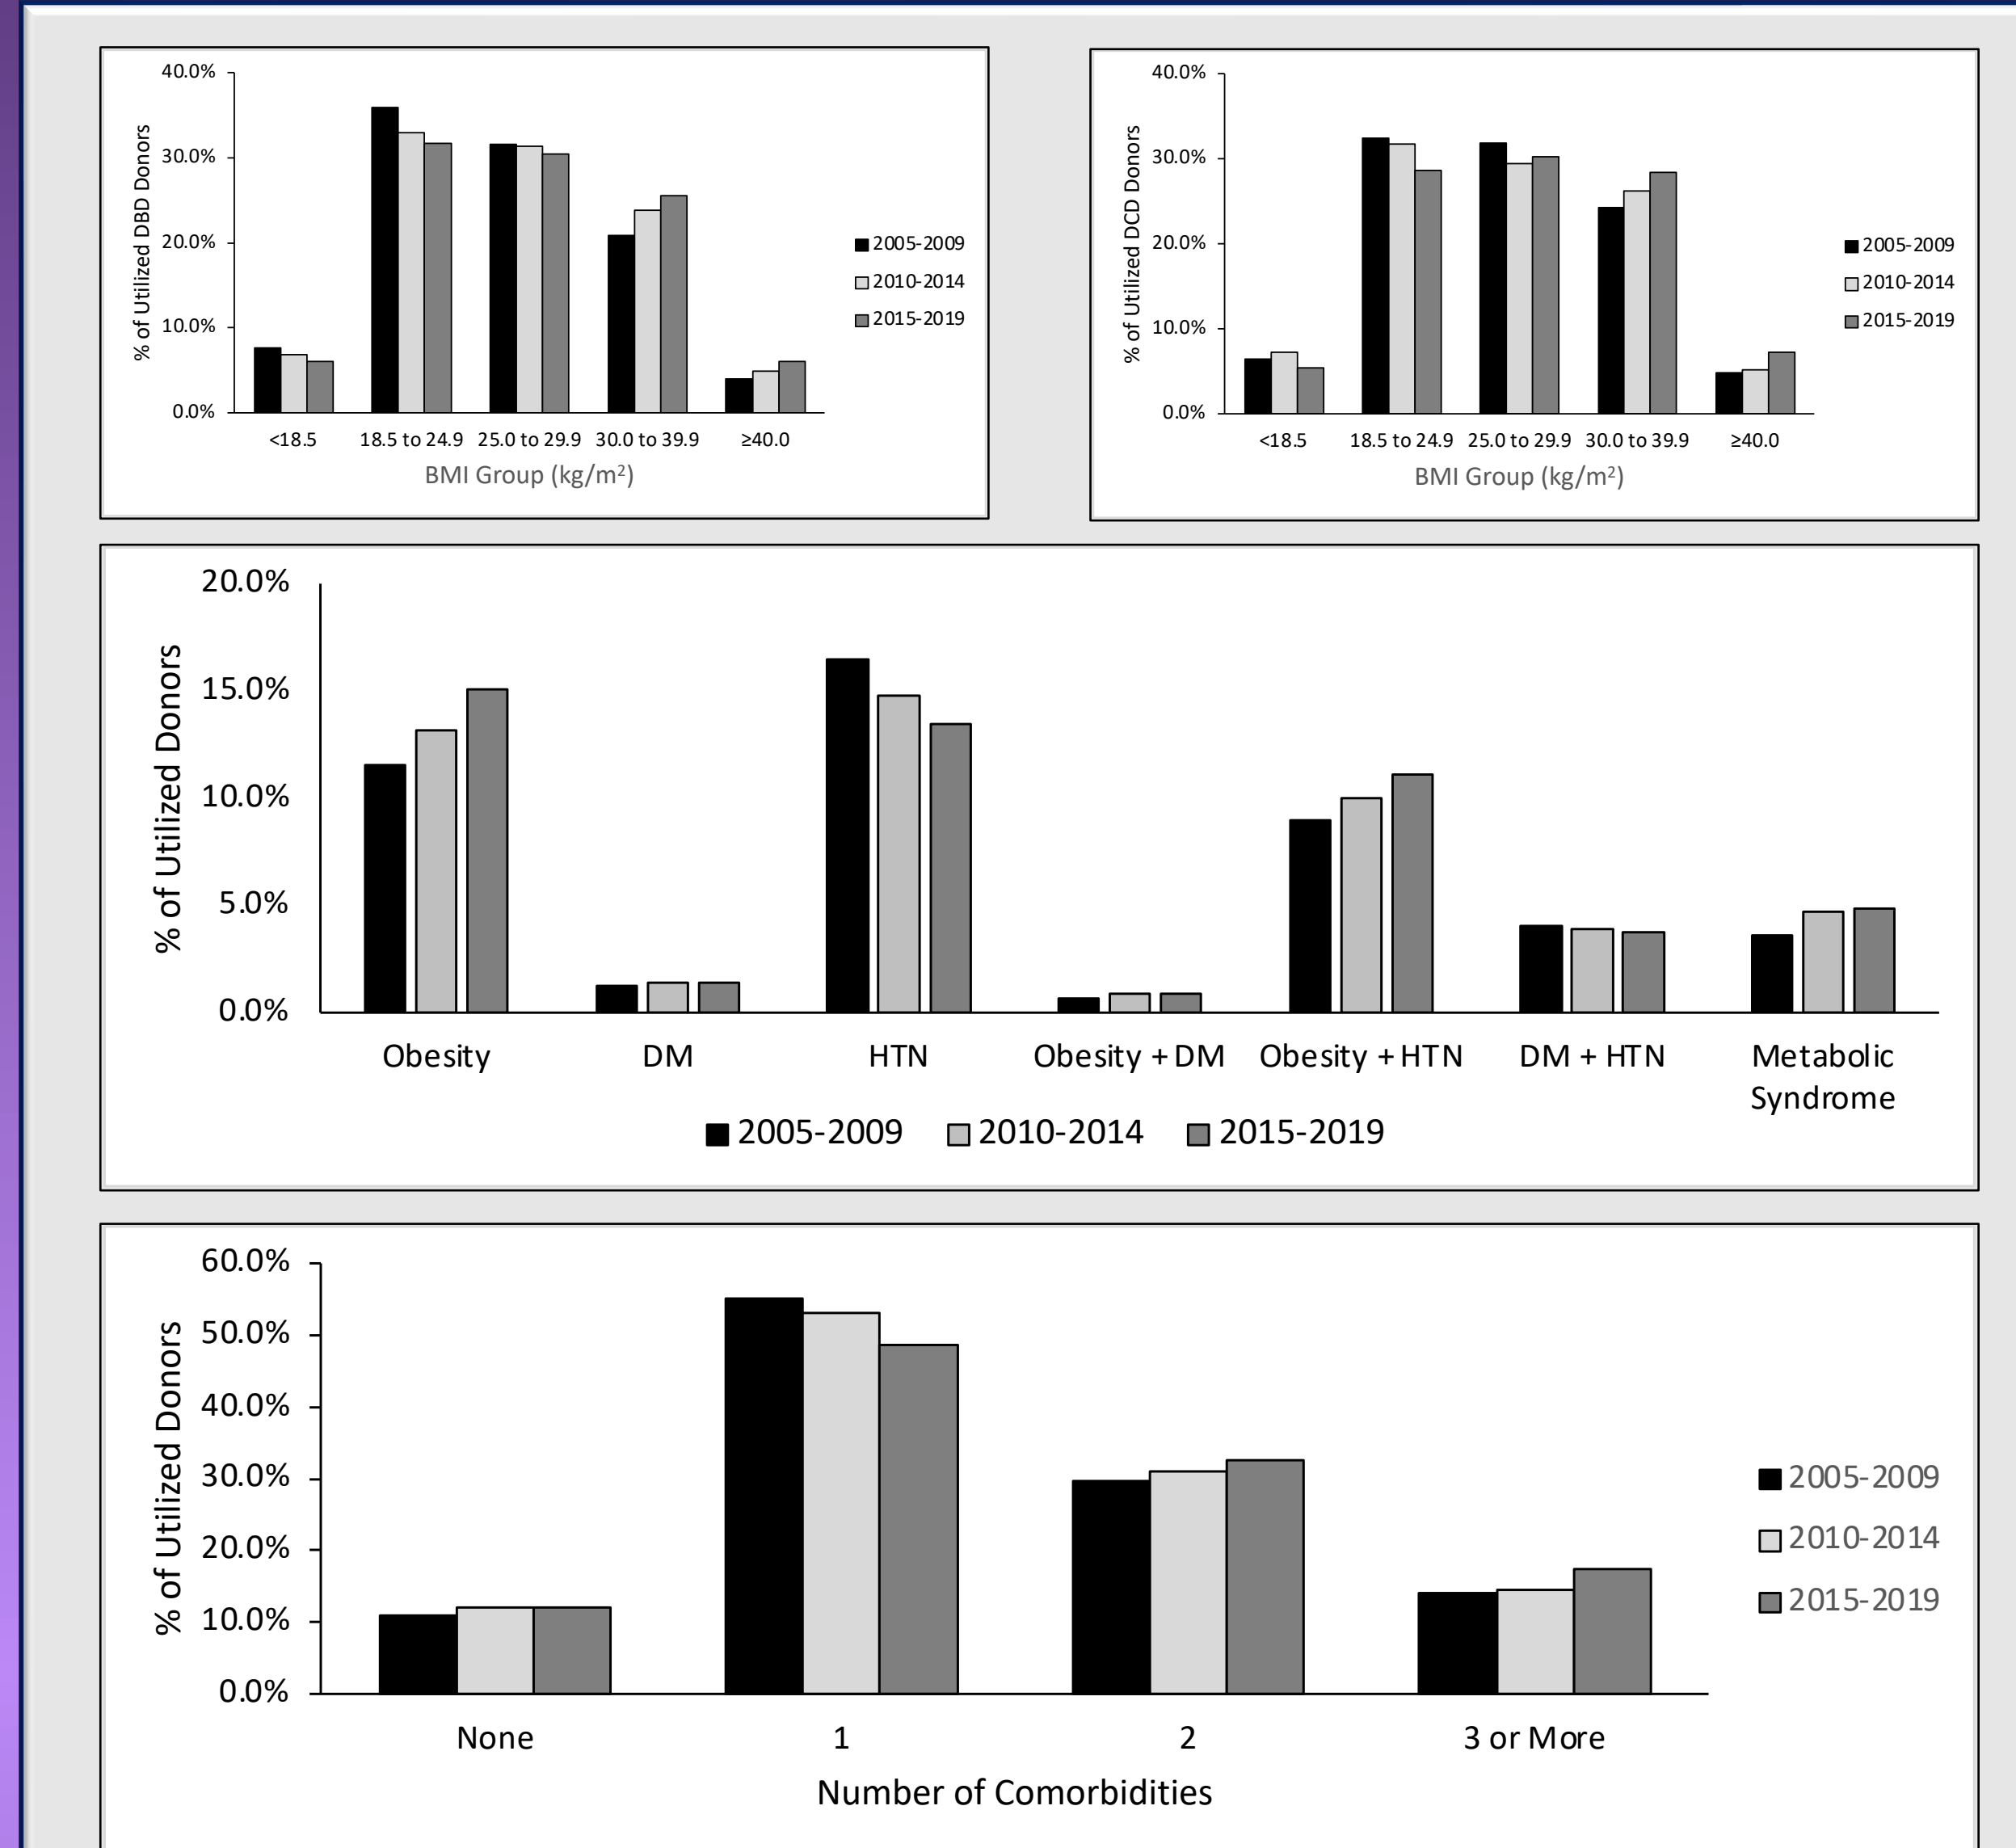 40.0%
30.0%
20.0%
10.0%
0.0%
% of Utilized DBD Donors
<18.5
18.5 to 24.9
25.0 to 29.9
30.0 to 39.9
≥40.0
BMI Group (kg/m²)
2005-2009
2010-2014
2015-2019
40.0%
30.0%
20.0%
10.0%
0.0%
% of Utilized DCD Donors
<18.5
18.5 to 24.9
25.0 to 29.9
30.0 to 39.9
≥40.0
BMI Group (kg/m²)
2005-2009
2010-2014
2015-2019
20.0%
15.0%
10.0%
5.0%
0.0%
% of Utilized Donors
Obesity
DM
HTN
Obesity + DM
Obesity + HTN
DM + HTN
Metabolic
Syndrome
2005-2009
2010-2014
2015-2019
60.0%
50.0%
40.0%
30.0%
20.0%
10.0%
0.0%
% of Utilized Donors
None
1
2
3 or More
Number of Comorbidities
2005-2009
2010-2014
2015-2019